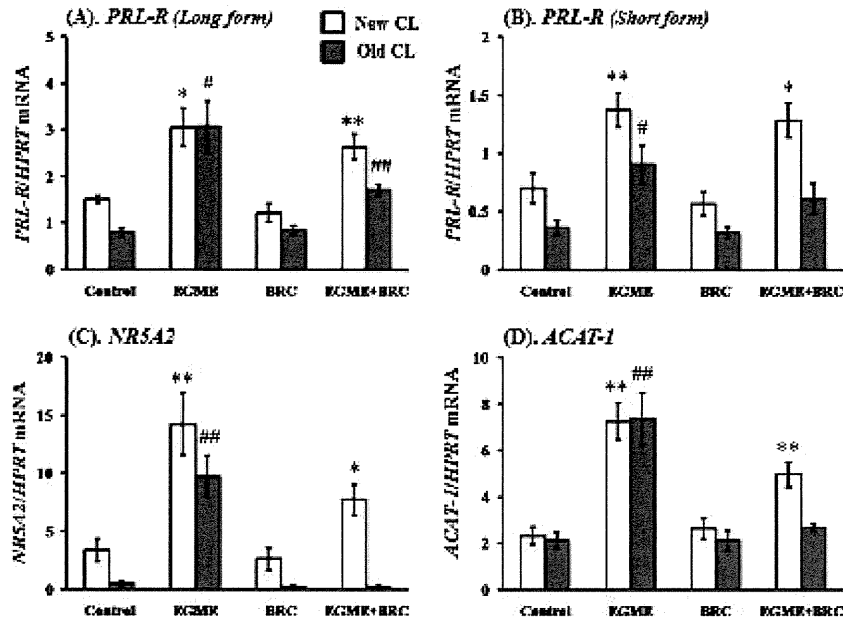 (A). PRL-R (Long form)
New CL
Old CL
PRL-R/HPRT mRNA
5
4
3
2
1
0
*
#
**
##
Control
EGME
BRC
EGME+BRC
(B). PRL-R (Short form)
PRL-R/HPRT mRNA
2
1.5
1
0.5
0
**
#
*
Control
EGME
BRC
EGME+BRC
(C). NR5A2
NR5A2/HPRT mRNA
20
15
10
5
0
**
##
*
Control
EGME
BRC
EGME+BRC
(D). ACAT-1
ACAT-1/HPRT mRNA
10
8
6
4
2
0
**
##
**
Control
EGME
BRC
EGME+BRC